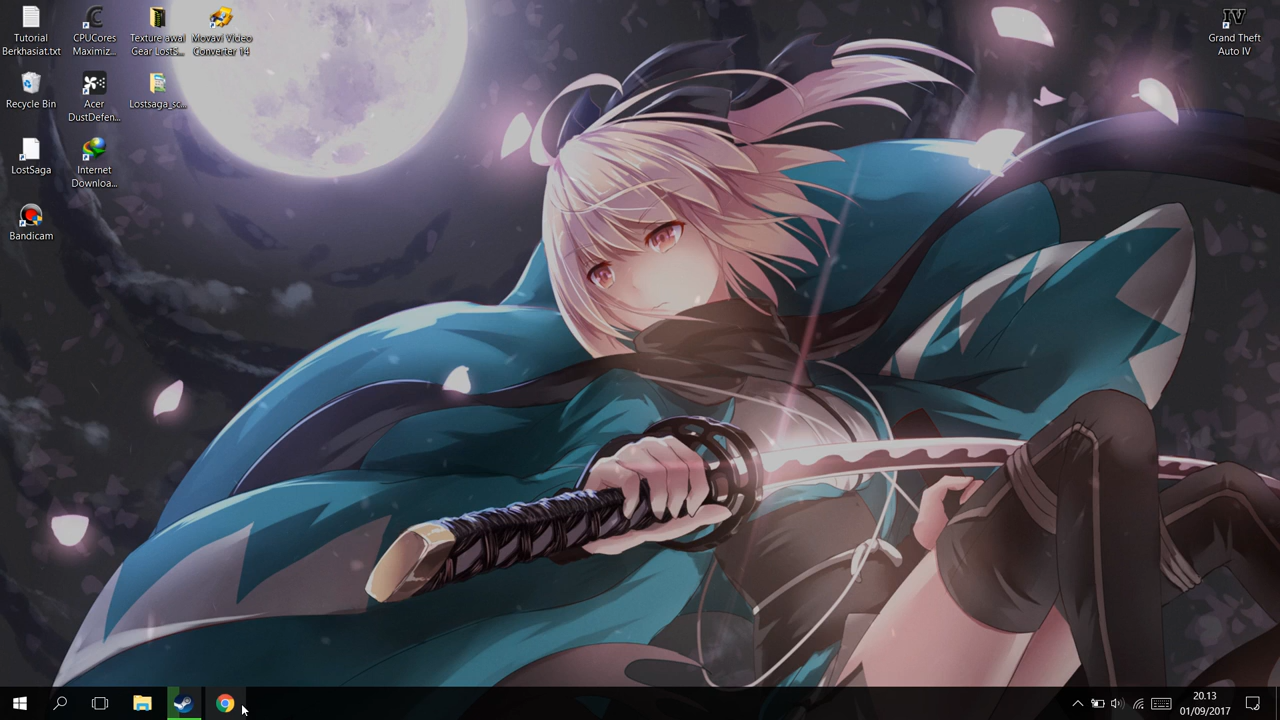 Tutorial
Berkhasiat.txt
CPUCores
Maximiz...
Texture awal
Gear LostS...
Movavi Video
Converter 14
Recycle Bin
Acer
DustDefen...
Lostsaga_sc...
LostSaga
Internet
Downloa...
Bandicam
IV
Grand Theft
Auto IV
20.13
01/09/2017